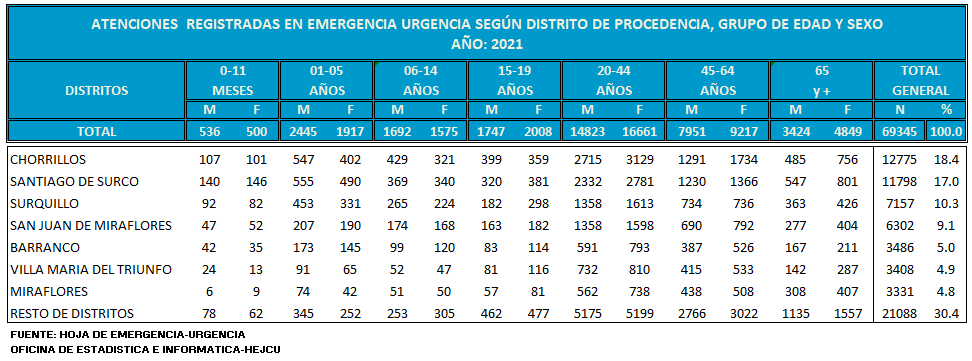 ATENCIONES REGISTRADAS EN EMERGENCIA URGENCIA SEGÚN DISTRITO DE PROCEDENCIA, GRUPO DE EDAD Y SEXO
AÑO: 2021
DISTRITOS 0-11 MESES 01-05 AÑOS 06-14 AÑOS 15-19 AÑOS 20-44 AÑOS 45-64 AÑOS 65 y + TOTAL GENERAL
M F M F M F M F M F M F M F N %
TOTAL 536 500 2445 1917 1692 1575 1747 2008 14823 16661 7951 9217 3424 4849 69345 100.0
CHORRILLOS 107 101 547 402 429 321 399 359 2715 3129 1291 1734 485 756 12775 18.4
SANTIAGO DE SURCO 140 146 555 490 369 340 320 381 2332 2781 1230 1366 547 801 11798 17.0
SURQUILLO 92 82 453 331 265 224 182 298 1358 1613 734 736 363 426 7157 10.3
SAN JUAN DE MIRAFLORES 47 52 207 190 174 168 163 182 1358 1598 690 792 277 404 6302 9.1
BARRANCO 42 35 173 145 99 120 83 114 591 793 387 526 167 211 3486 5.0
VILLA MARIA DEL TRIUNFO 24 13 91 65 52 47 81 116 732 810 415 533 142 287 3408 4.9
MIRAFLORES 6 9 74 42 51 50 57 81 562 738 438 508 308 407 3331 4.8
RESTO DE DISTRITOS 78 62 345 252 253 305 462 477 5175 5199 2766 3022 1135 1557 21088 30.4
FUENTE: HOJA DE EMERGENCIA-URGENCIA
OFICINA DE ESTADISTICA E INFORMATICA-HEJCU